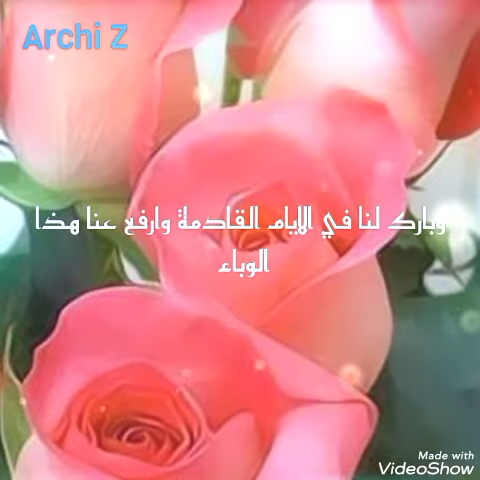 Archi Z
وبارك لنا في الايام القادمة وارفع عنا هذا
الوباء
Made with
VideoShow